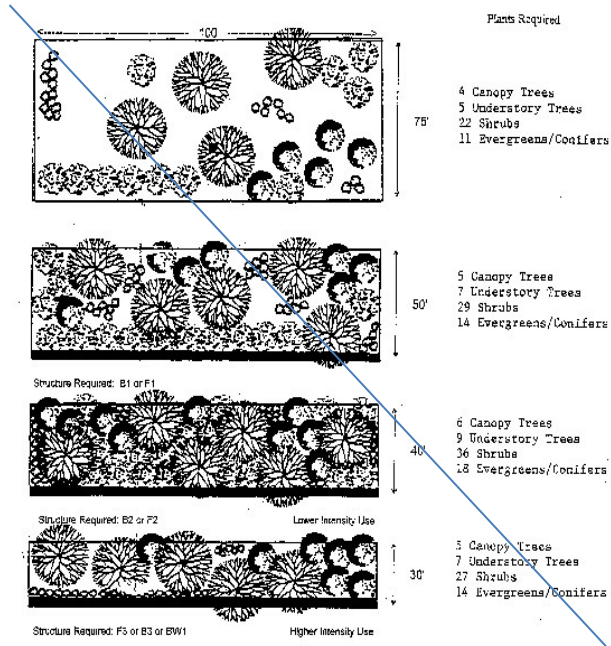 Plants Required
100
75'
4 Canopy Trees
5 Understory Trees
22 Shrubs
11 Evergreens/Conifers
50'
5 Canopy Trees
7 Understory Trees
29 Shrubs
14 Evergreens/Conifers
Structure Required: B1 or F1
40'
6 Canopy Trees
9 Understory Trees
36 Shrubs
18 Evergreens/Conifers
Structure Required: B2 or F2
Lower Intensity Use
30'
5 Canopy Trees
7 Understory Trees
27 Shrubs
14 Evergreens/Conifers
Structure Required: F3 or B3 or BW1
Higher Intensity Use